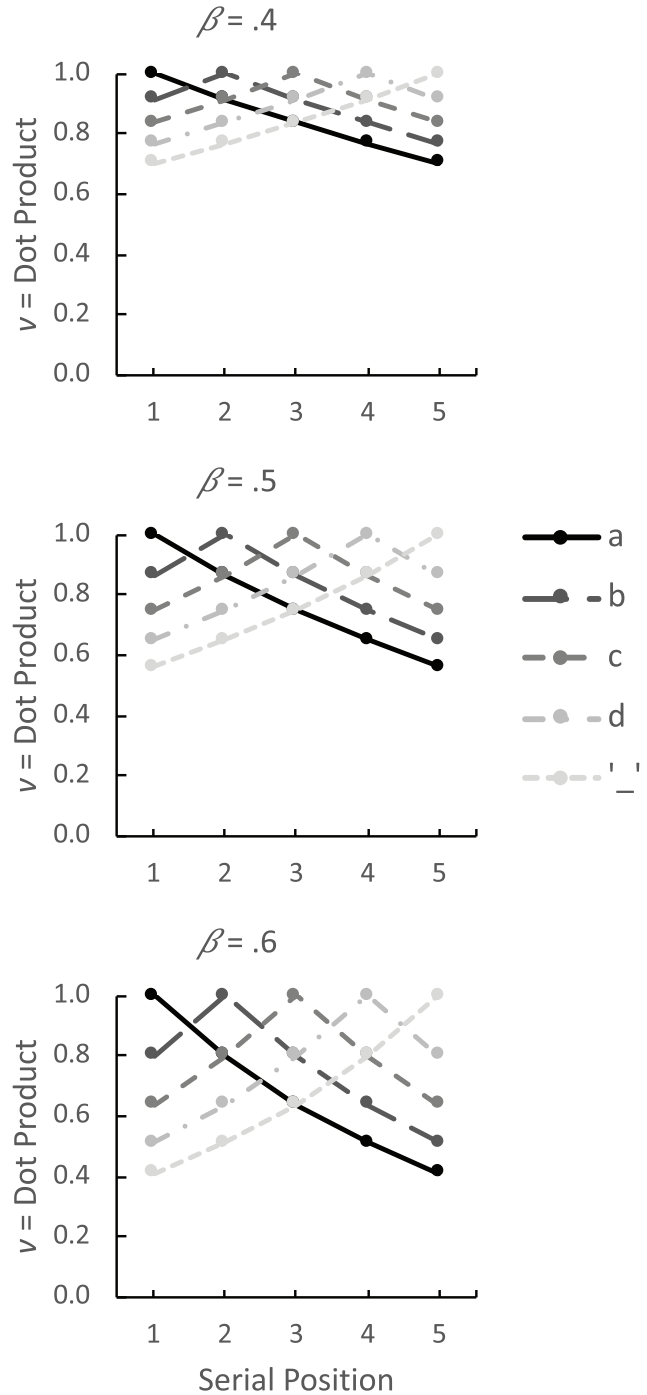 β = .4
1.0
0.8
0.6
0.4
0.2
0.0
v = Dot Product
1 2 3 4 5
β = .5
1.0
0.8
0.6
0.4
0.2
0.0
v = Dot Product
1 2 3 4 5
a
b
c
d
'_'
β = .6
1.0
0.8
0.6
0.4
0.2
0.0
v = Dot Product
1 2 3 4 5
Serial Position